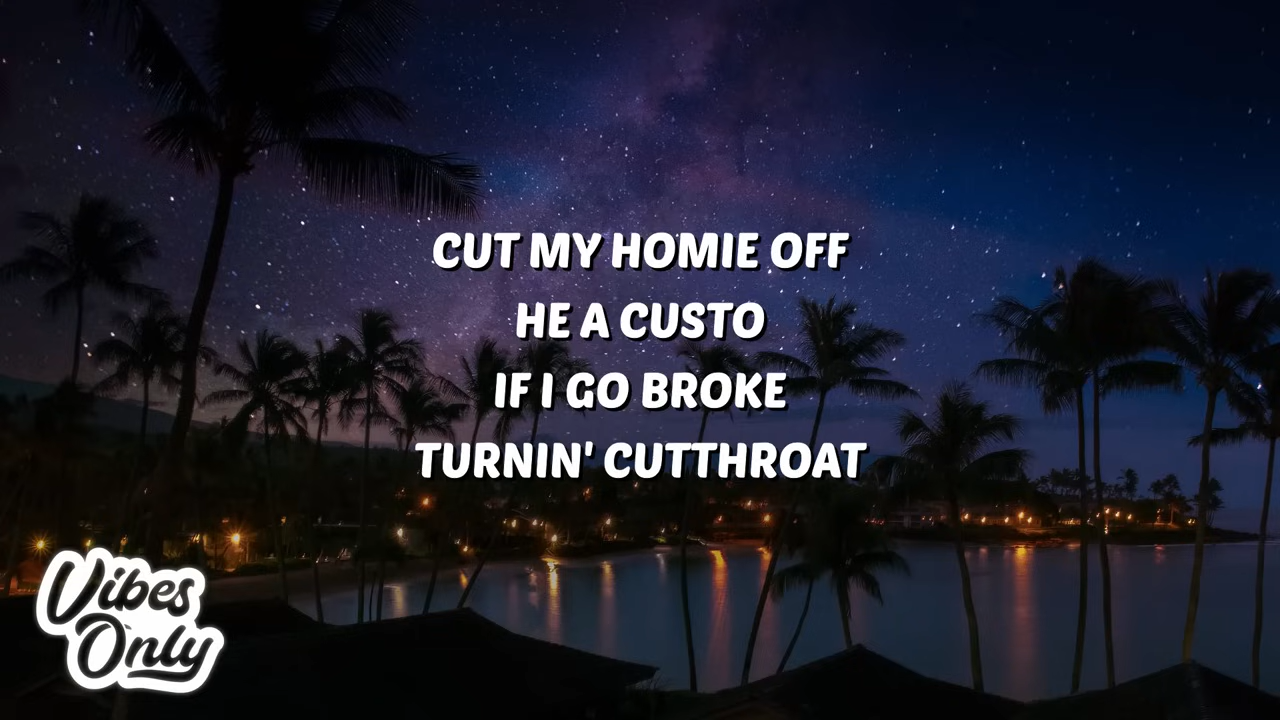 CUT MY HOMIE OFF
HE A CUSTO
IF I GO BROKE
TURNIN' CUTTHROAT
Vibes
Only